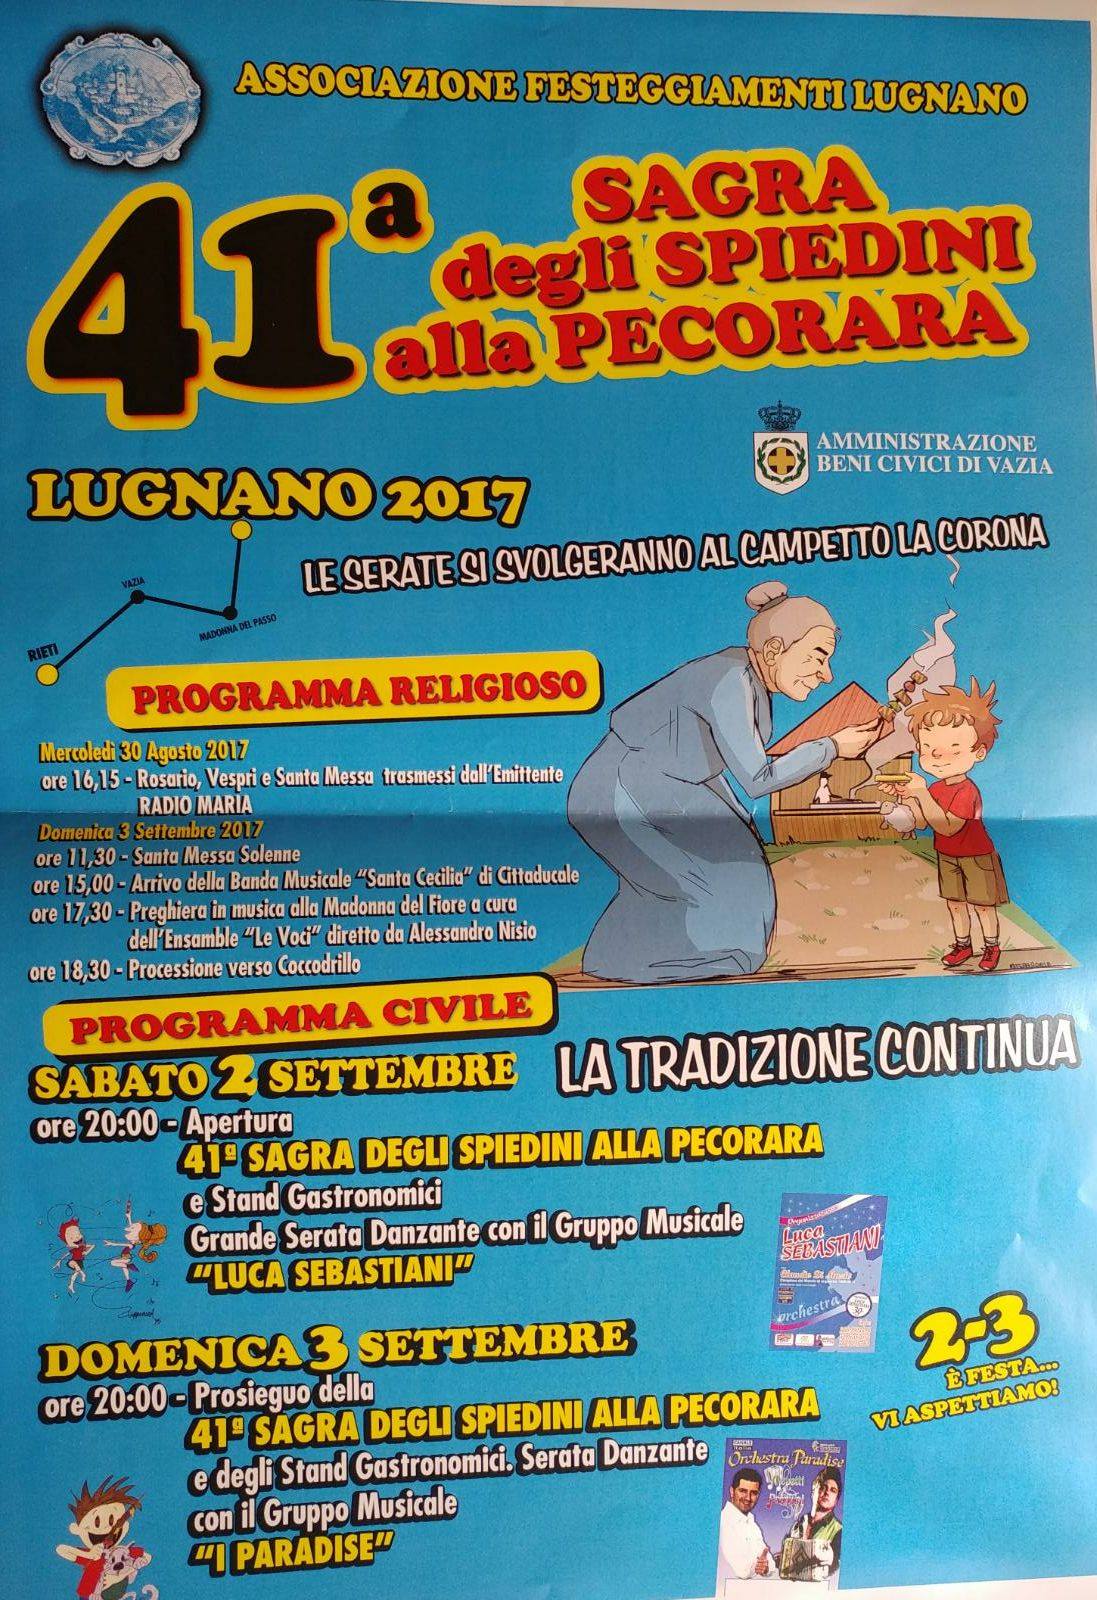 ASSOCIAZIONE FESTEGGIAMENTI LUGNANO
41ª
SAGRA
degli SPIEDINI
alla PECORARA
AMMINISTRAZIONE
BENI CIVICI DI VAZIA
LUGNANO 2017
LE SERATE SI SVOLGERANNO AL CAMPETTO LA CORONA
VAZIA
MADONNA DEL PASSO
RIETI
PROGRAMMA RELIGIOSO
Mercoledì 30 Agosto 2017
ore 16,15 - Rosario, Vespri e Santa Messa trasmessi dall'Emittente
RADIO MARIA
Domenica 3 Settembre 2017
ore 11,30 - Santa Messa Solenne
ore 15,00 - Arrivo della Banda Musicale "Santa Cecilia" di Cittaducale
ore 17,30 - Preghiera in musica alla Madonna del Fiore a cura
dell'Ensamble "Le Voci" diretto da Alessandro Nisio
ore 18,30 - Processione verso Coccodrillo
PROGRAMMA CIVILE
LA TRADIZIONE CONTINUA
SABATO 2 SETTEMBRE
ore 20:00 - Apertura
41ª SAGRA DEGLI SPIEDINI ALLA PECORARA
e Stand Gastronomici
Grande Serata Danzante con il Gruppo Musicale
"LUCA SEBASTIANI"
Luca
SEBASTIANI
orchestra
DOMENICA 3 SETTEMBRE
ore 20:00 - Prosieguo della
41ª SAGRA DEGLI SPIEDINI ALLA PECORARA
e degli Stand Gastronomici. Serata Danzante
con il Gruppo Musicale
"I PARADISE"
2-3
È FESTA...
VI ASPETTIAMO!
Orchestra Paradise